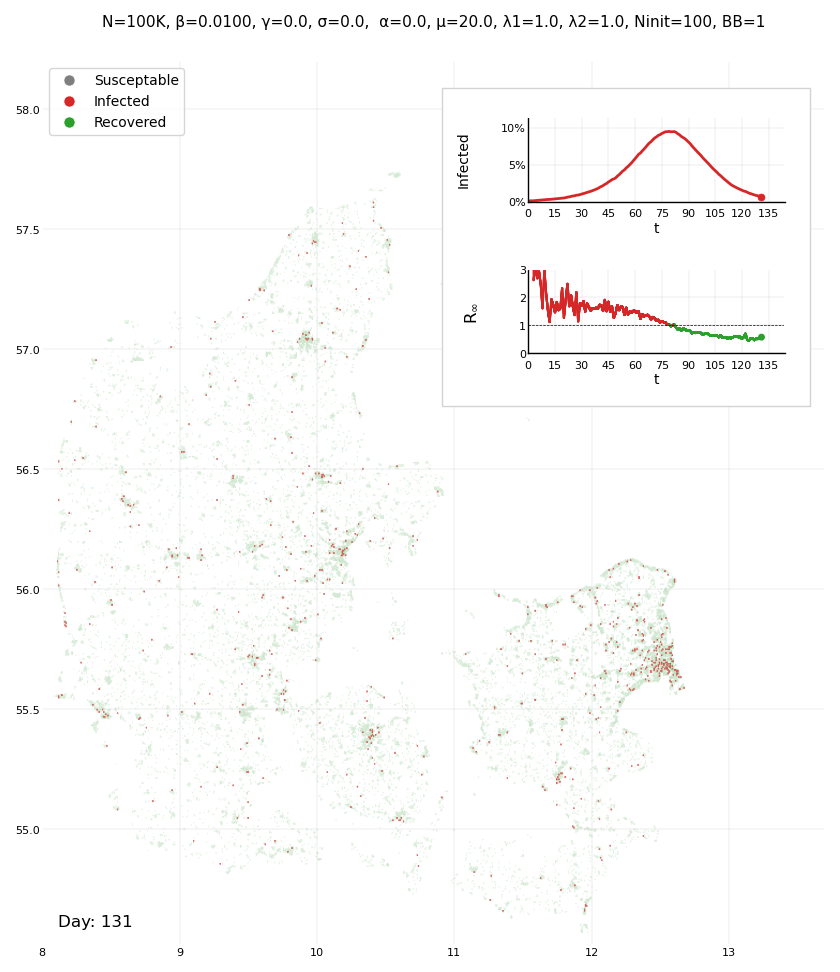 N=100K, β=0.0100, γ=0.0, σ=0.0, α=0.0, μ=20.0, λ1=1.0, λ2=1.0, Ninit=100, BB=1
Susceptable
Infected
Recovered
58.0
57.5
57.0
56.5
56.0
55.5
55.0
8
9
10
11
12
13
Infected
10%
5%
0%
0 15 30 45 60 75 90 105 120 135
t
R∞
3
2
1
0
0 15 30 45 60 75 90 105 120 135
t
Day: 131